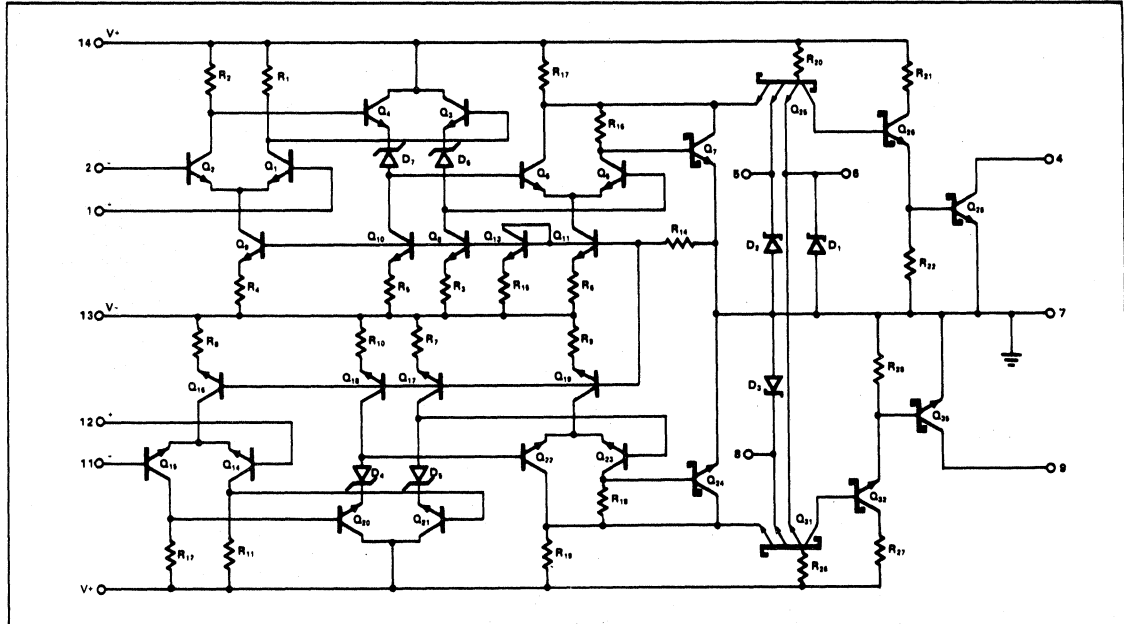 14 V+
R2 R1 R17 R20 R21
Q4 Q3 Q25
R16
Q26
2 - Q2 Q1 D7 D6 Q5 Q6 Q7 5 6 4
1 + Q28
Q9 Q10 Q8 Q13 Q11 R14 D2 D1
R4 R5 R3 R15 R6 R22
13 V- 7
R8 R10 R7 R9 R28
Q16 Q18 Q17 Q19 D3
12 + Q35
11 - Q15 Q14 Q22 Q23 8 9
D4 D5 Q24 Q32
R18
Q20 Q21 Q31
R17 R11 R19 R26 R27
V+